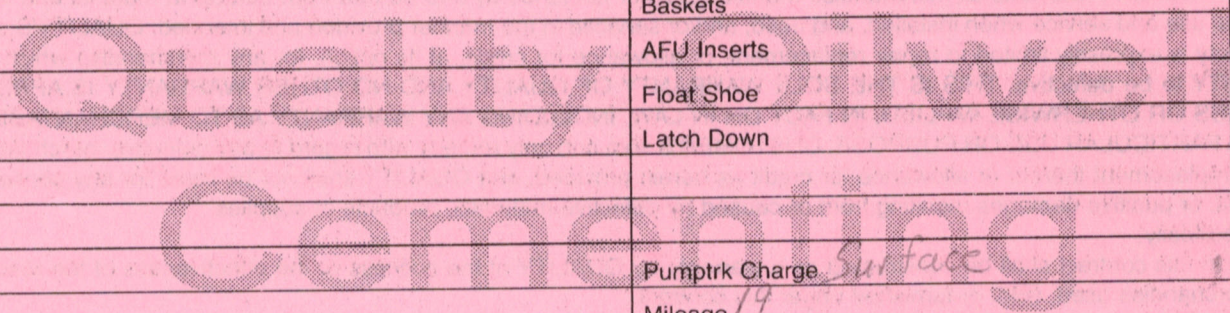 Baskets
AFU Inserts
Quality Oilwell
Float Shoe
Latch Down
Cementing
Pumptrk Charge Surface
Mileage 19